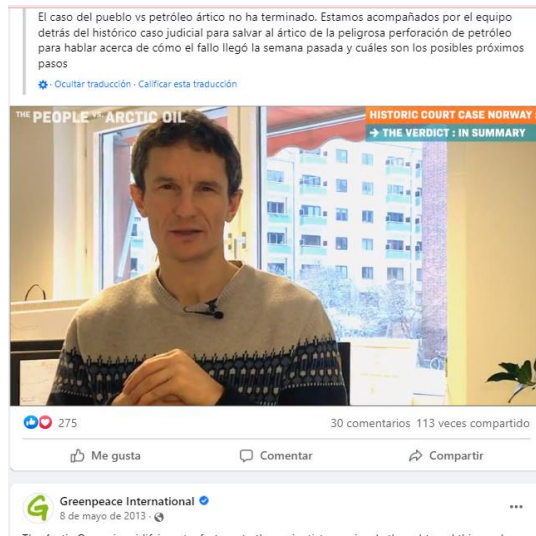 El caso del pueblo vs petróleo ártico no ha terminado. Estamos acompañados por el equipo
detrás del histórico caso judicial para salvar al ártico de la peligrosa perforación de petróleo
para hablar acerca de cómo el fallo llegó la semana pasada y cuáles son los posibles próximos
pasos
· Ocultar traducción · Calificar esta traducción
THE PEOPLE VS. ARCTIC OIL
HISTORIC COURT CASE NORWAY
→ THE VERDICT : IN SUMMARY
275
30 comentarios 113 veces compartido
Me gusta
Comentar
Compartir
Greenpeace International
8 de mayo de 2013 ·